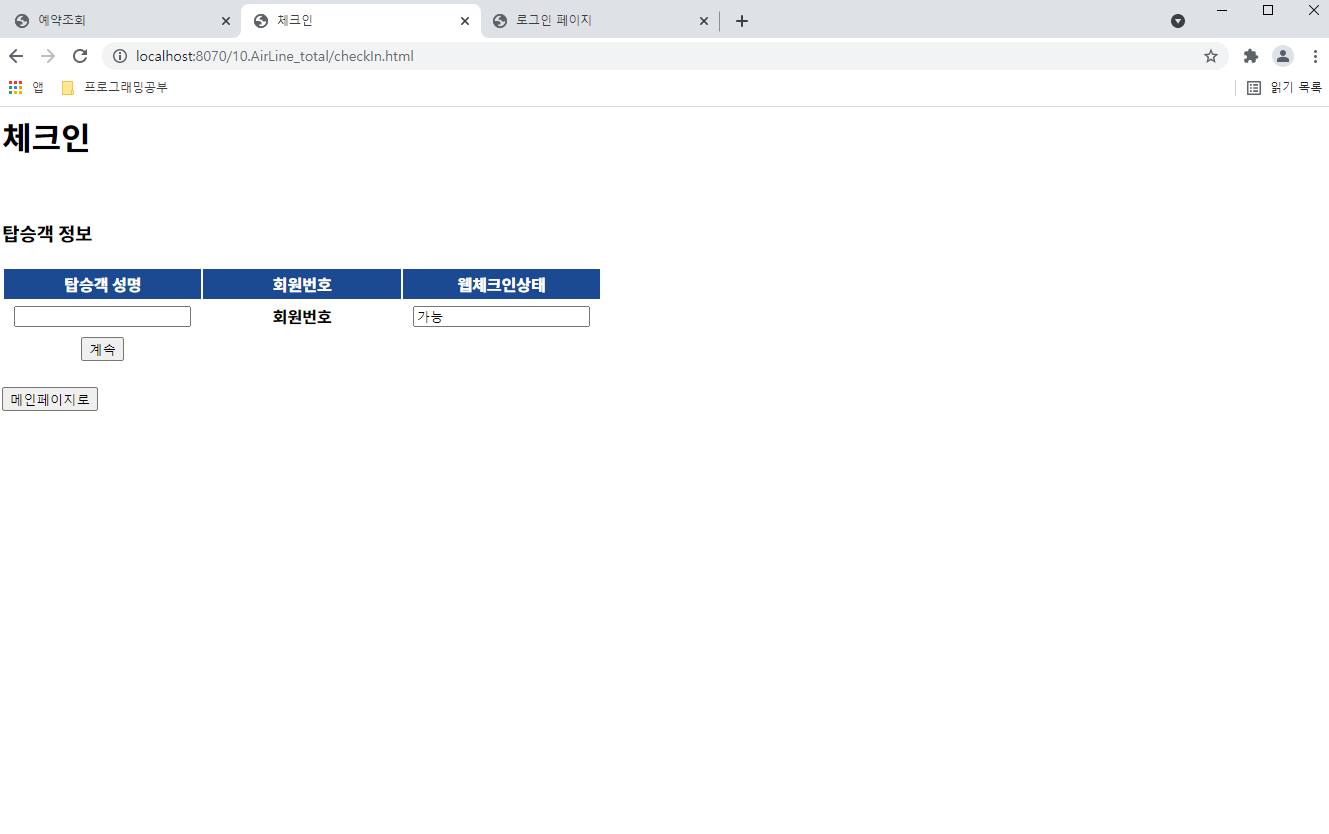 예약조회 체크인 로그인 페이지
localhost:8070/10.AirLine_total/checkIn.html
앱 프로그래밍공부 읽기 목록
체크인
탑승객 정보
탑승객 성명 회원번호 웹체크인상태
회원번호 가능
계속
메인페이지로